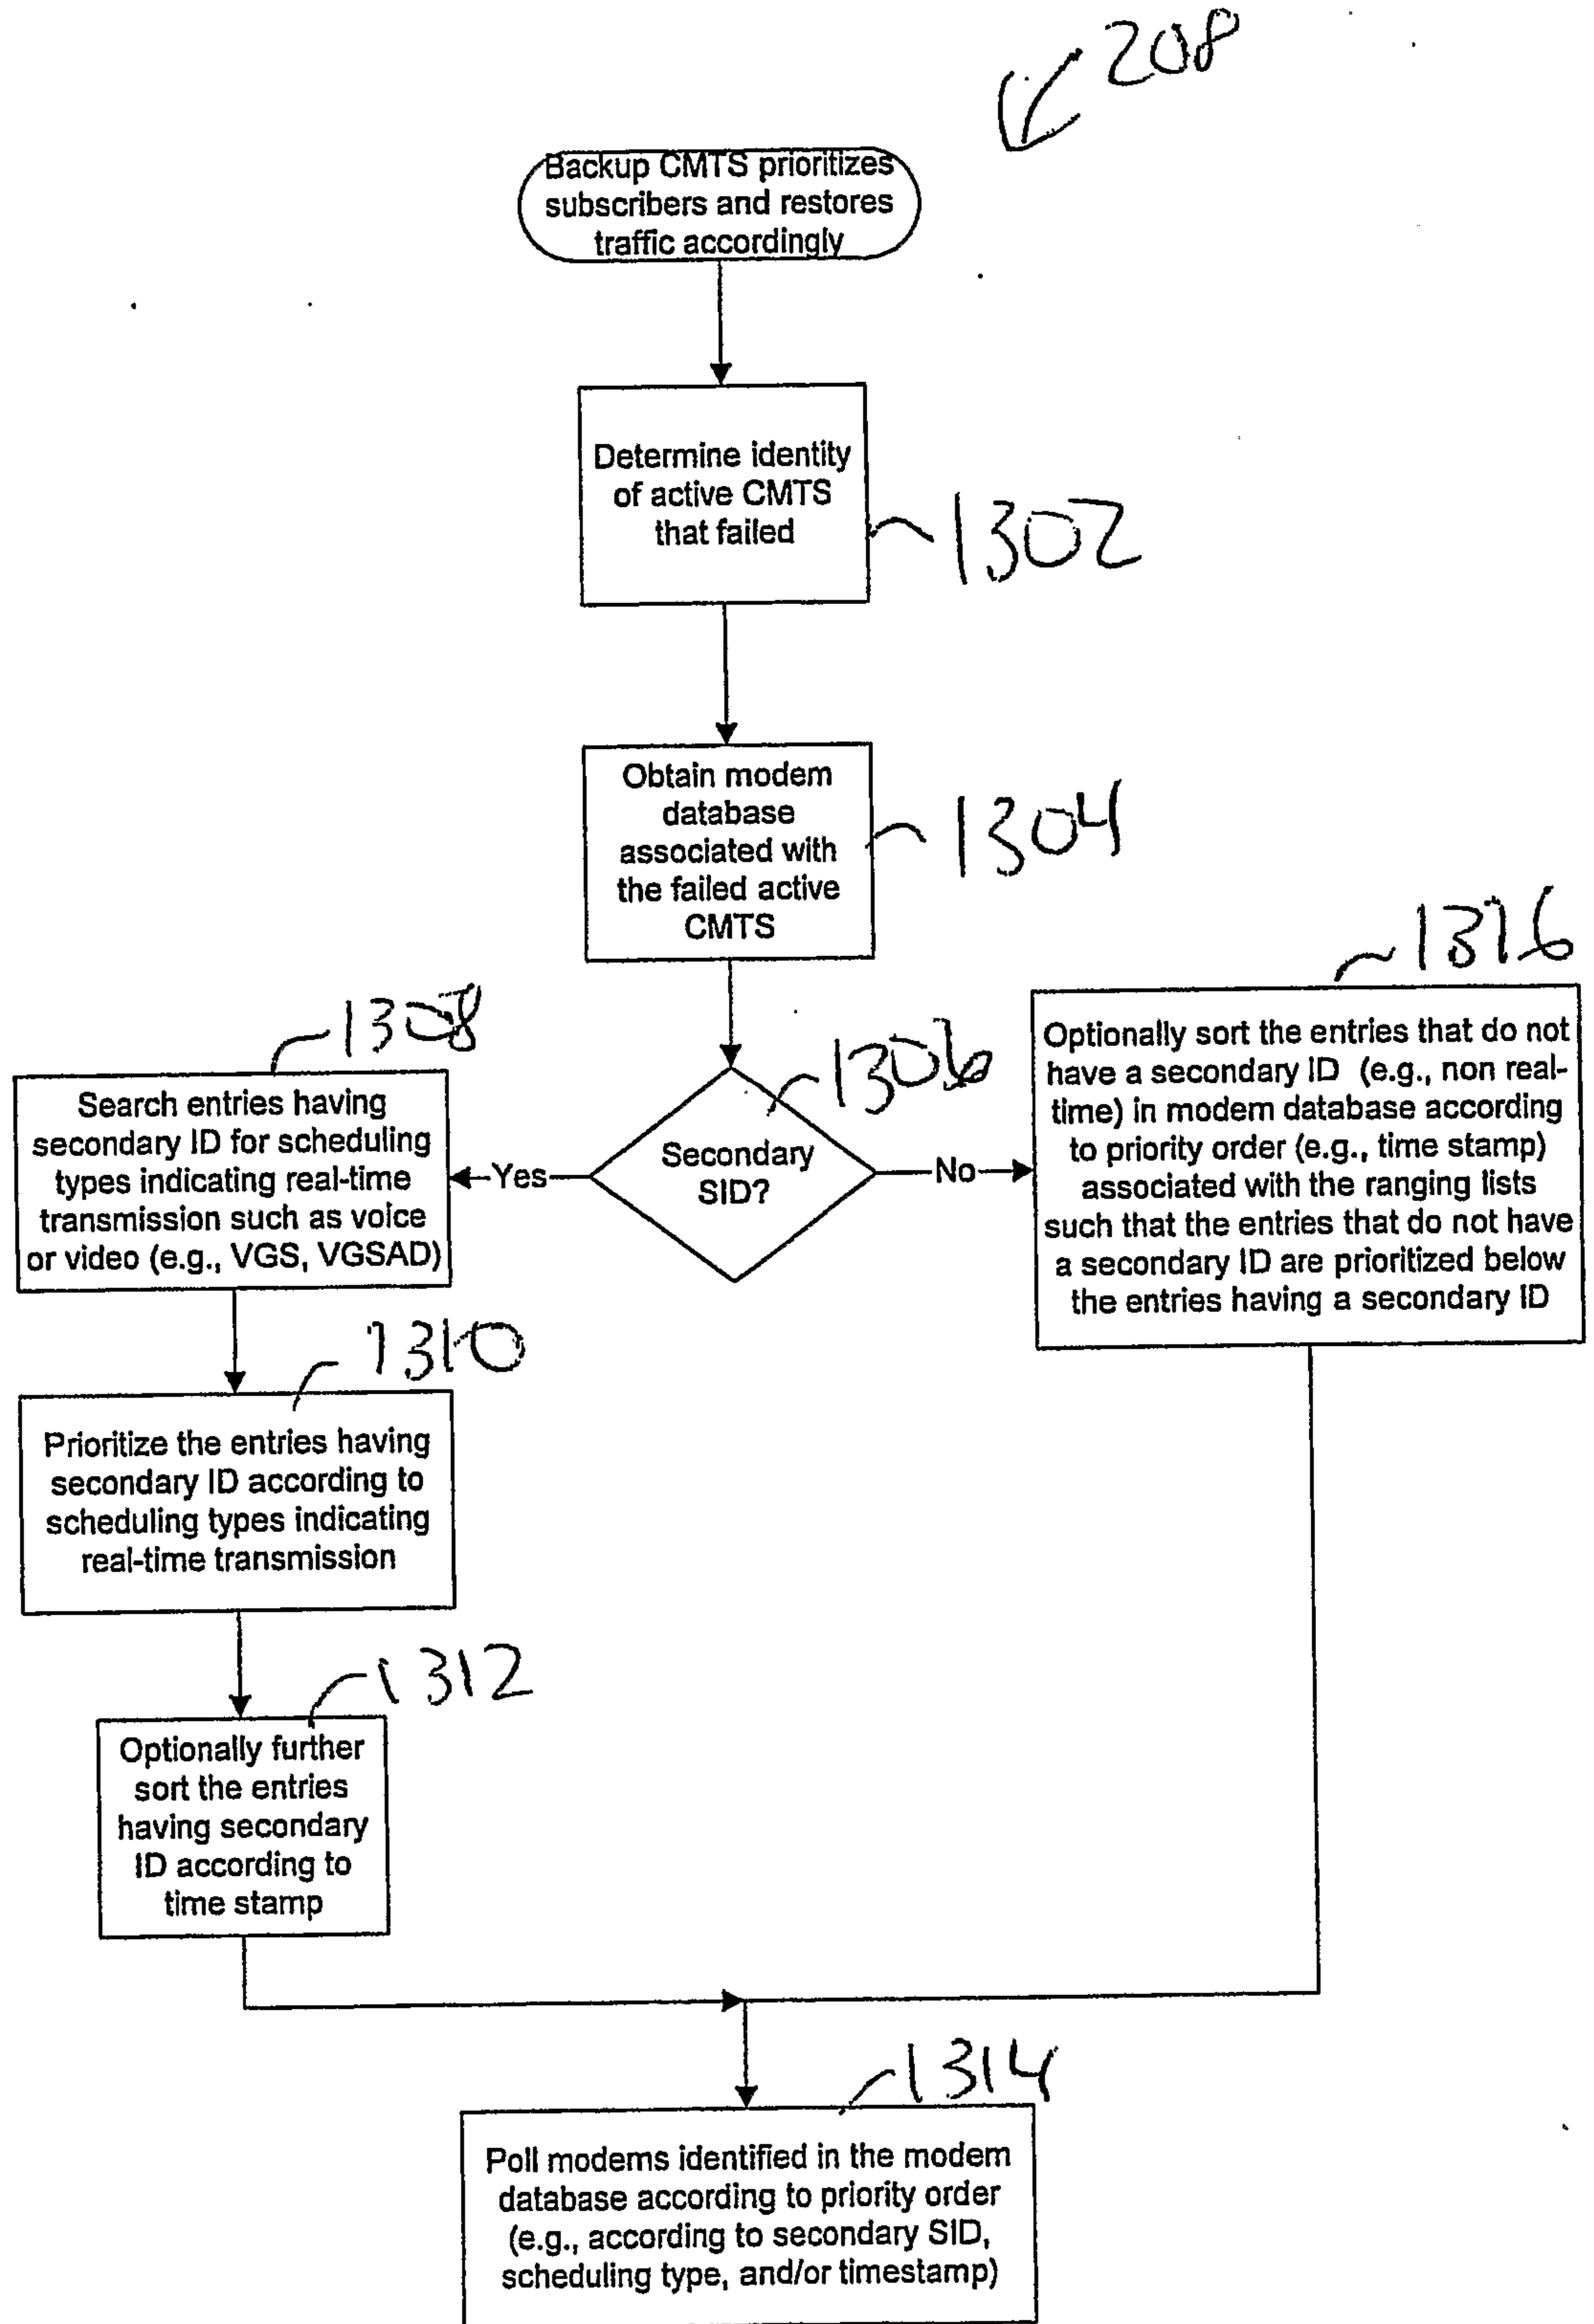 208
Backup CMTS prioritizes
subscribers and restores
traffic accordingly
Determine identity
of active CMTS
that failed
1302
Obtain modem
database
associated with
the failed active
CMTS
1304
Secondary
SID?
1306
Yes
No
1308
Search entries having
secondary ID for scheduling
types indicating real-time
transmission such as voice
or video (e.g., VGS, VGSAD)
1310
Prioritize the entries having
secondary ID according to
scheduling types indicating
real-time transmission
1312
Optionally further
sort the entries
having secondary
ID according to
time stamp
1316
Optionally sort the entries that do not
have a secondary ID (e.g., non real-
time) in modem database according
to priority order (e.g., time stamp)
associated with the ranging lists
such that the entries that do not have
a secondary ID are prioritized below
the entries having a secondary ID
1314
Poll modems identified in the modem
database according to priority order
(e.g., according to secondary SID,
scheduling type, and/or timestamp)